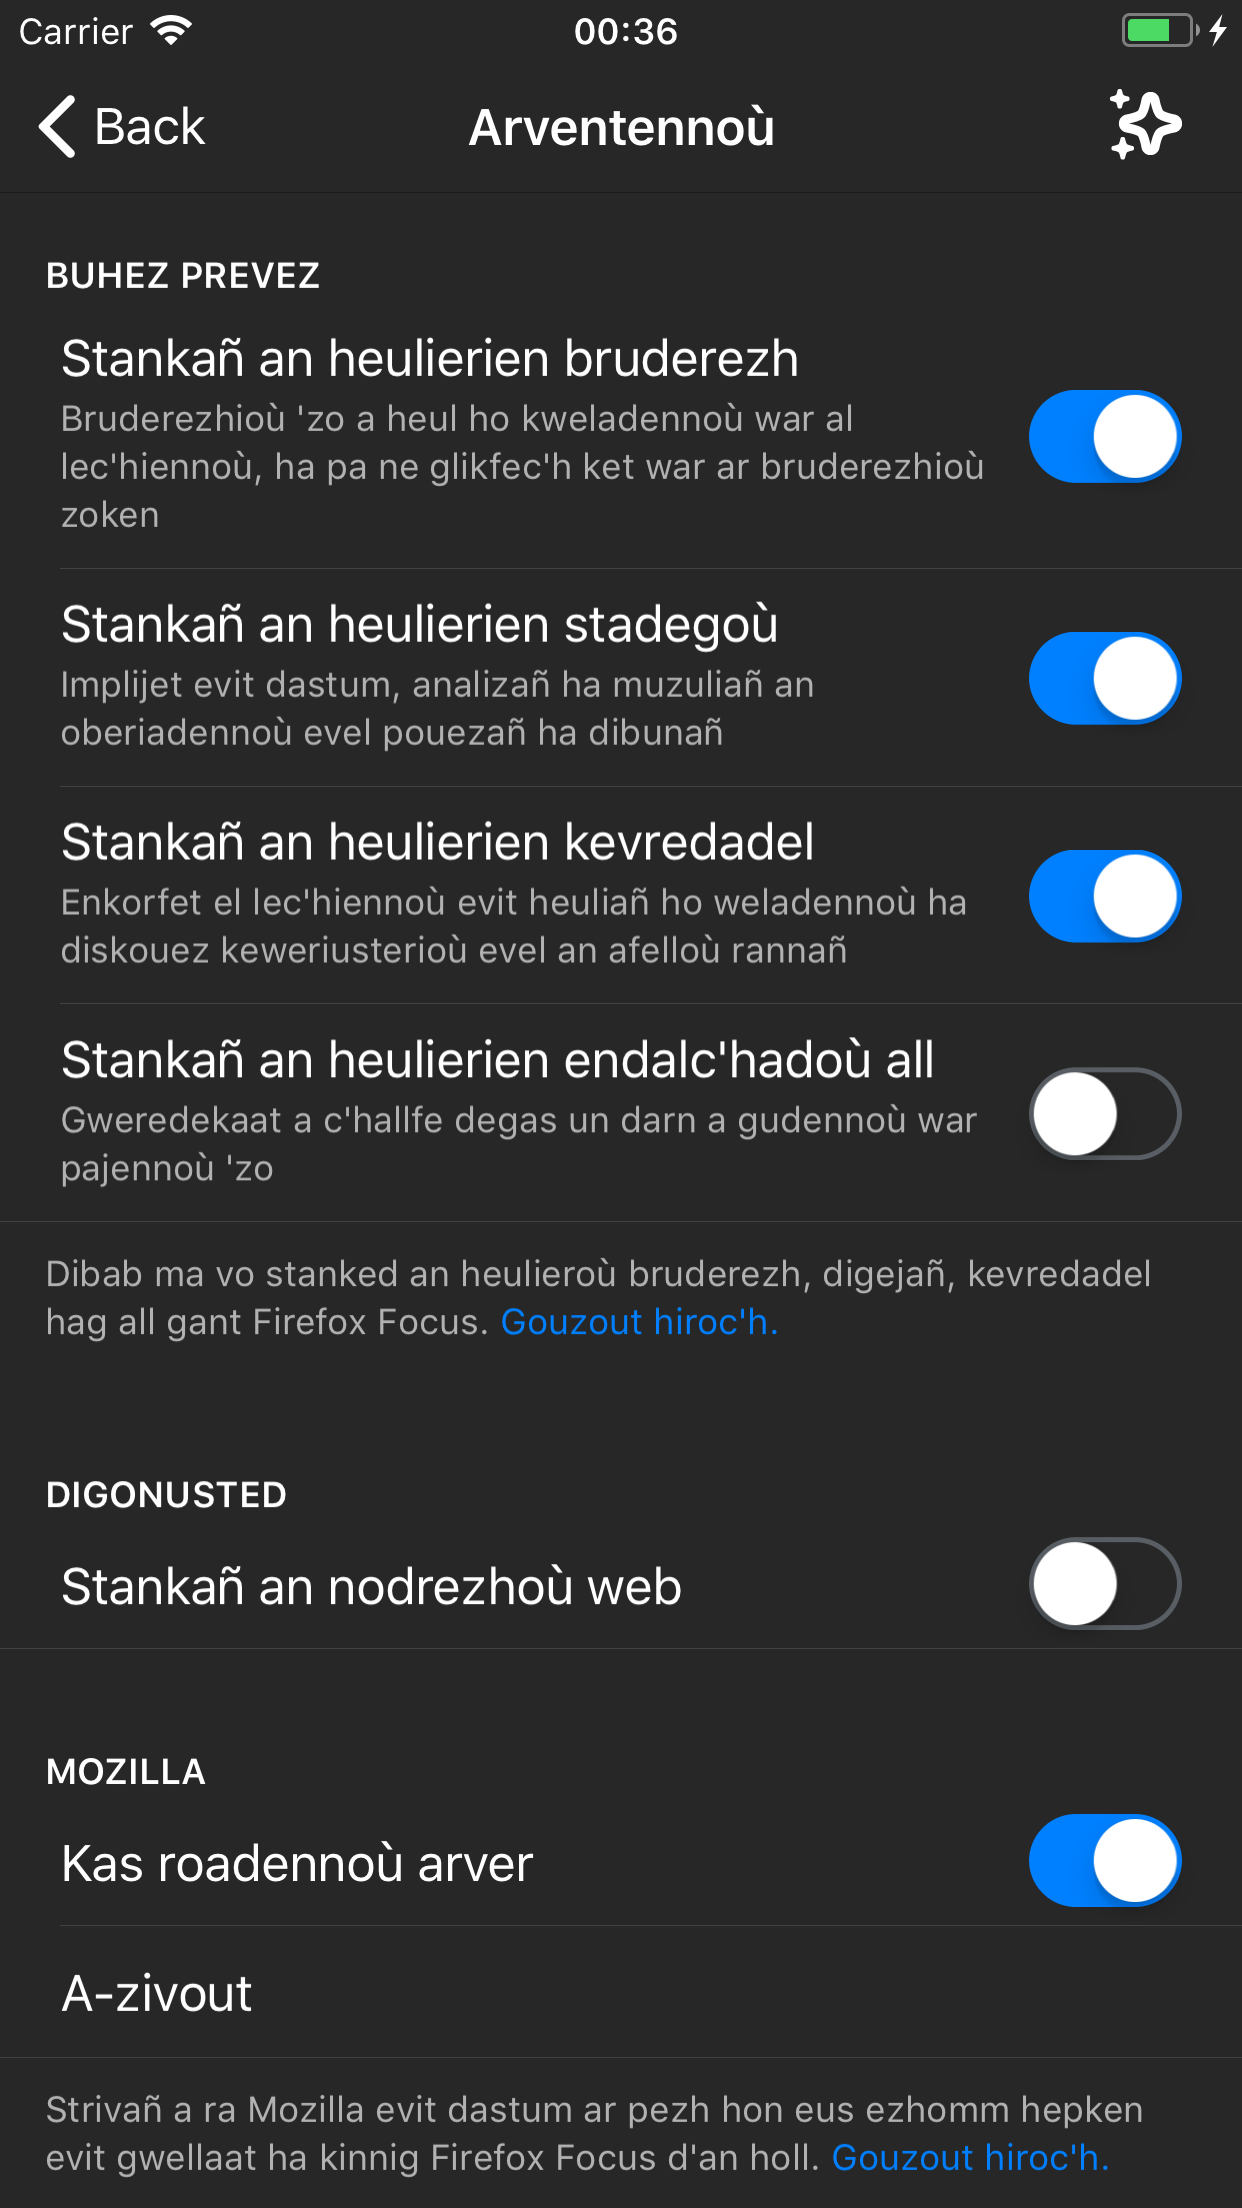 Carrier
00:36
Back
Arventennoù
BUHEZ PREVEZ
Stankañ an heulierien bruderezh
Bruderezhioù 'zo a heul ho kweladennoù war al
lec'hiennoù, ha pa ne glikfec'h ket war ar bruderezhioù
zoken
Stankañ an heulierien stadegoù
Implijet evit dastum, analizañ ha muzuliañ an
oberiadennoù evel pouezañ ha dibunañ
Stankañ an heulierien kevredadel
Enkorfet el lec'hiennoù evit heuliañ ho weladennoù ha
diskouez keweriusterioù evel an afelloù rannañ
Stankañ an heulierien endalc'hadoù all
Gweredekaat a c'hallfe degas un darn a gudennoù war
pajennoù 'zo
Dibab ma vo stanked an heulieroù bruderezh, digejañ, kevredadel
hag all gant Firefox Focus. Gouzout hiroc'h.
DIGONUSTED
Stankañ an nodrezhoù web
MOZILLA
Kas roadennoù arver
A-zivout
Strivañ a ra Mozilla evit dastum ar pezh hon eus ezhomm hepken
evit gwellaat ha kinnig Firefox Focus d'an holl. Gouzout hiroc'h.